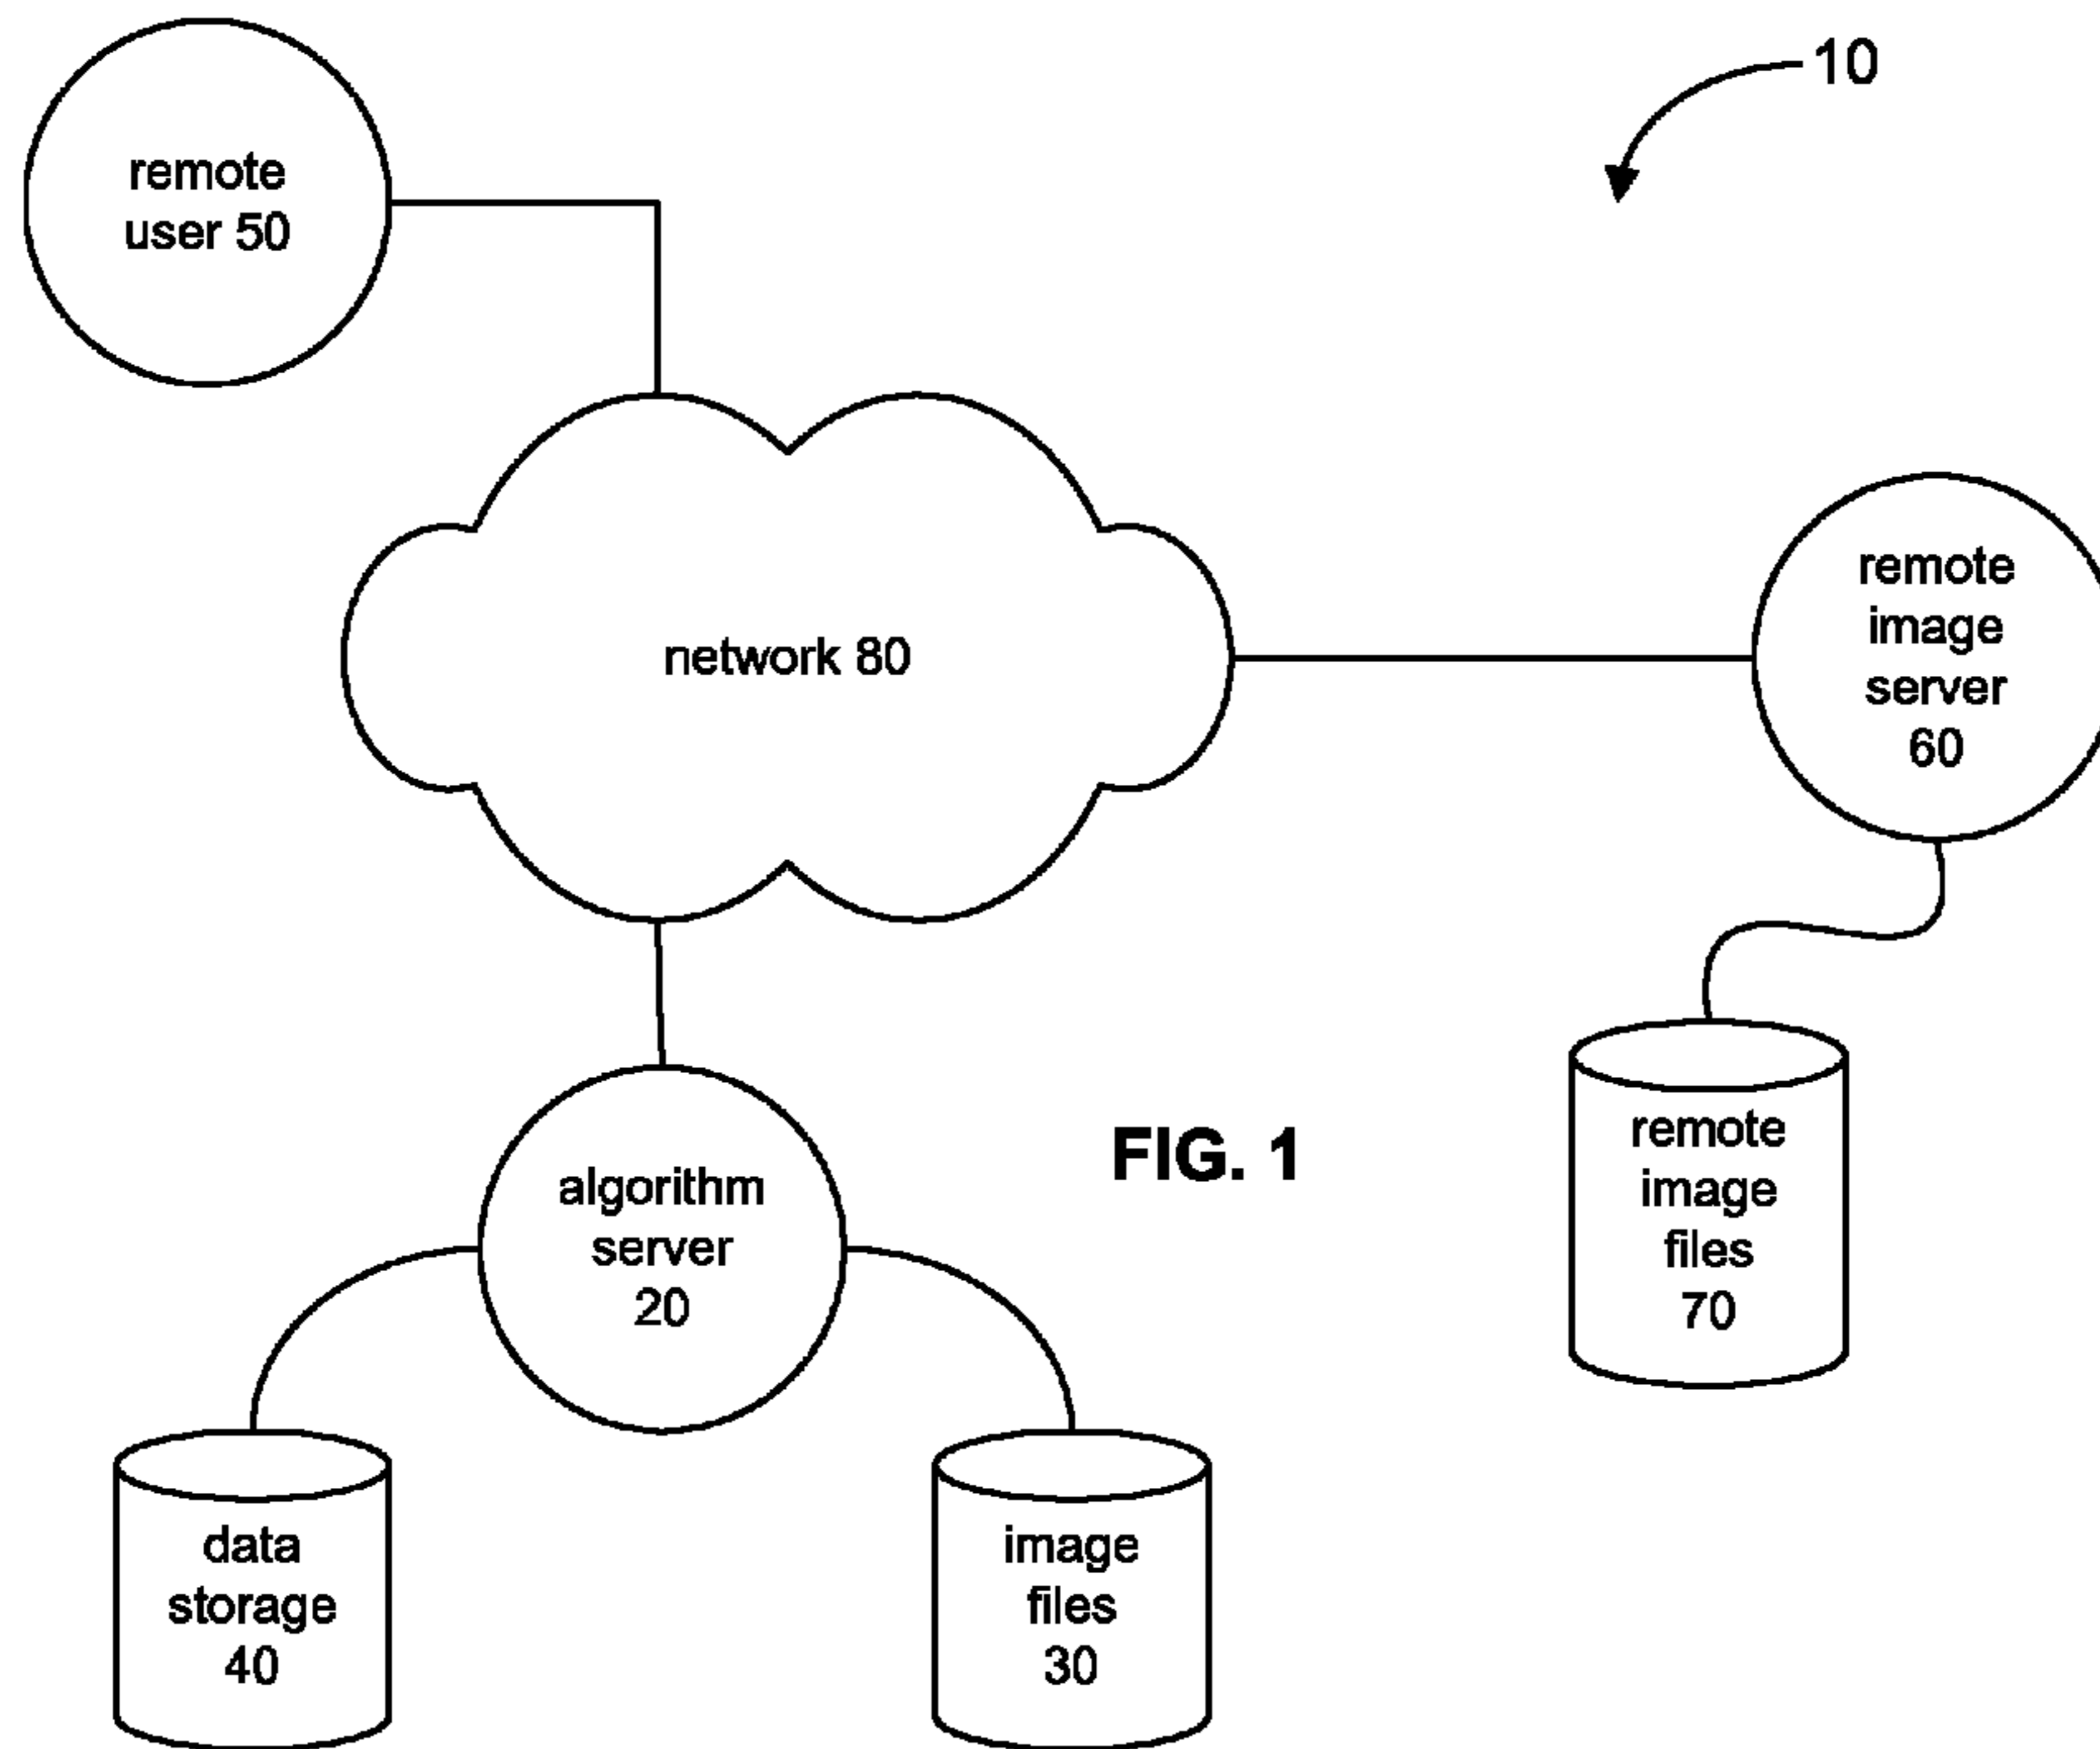 10
remote
user 50
network 80
remote
image
server
60
algorithm
server
20
FIG. 1
remote
image
files
70
data
storage
40
image
files
30